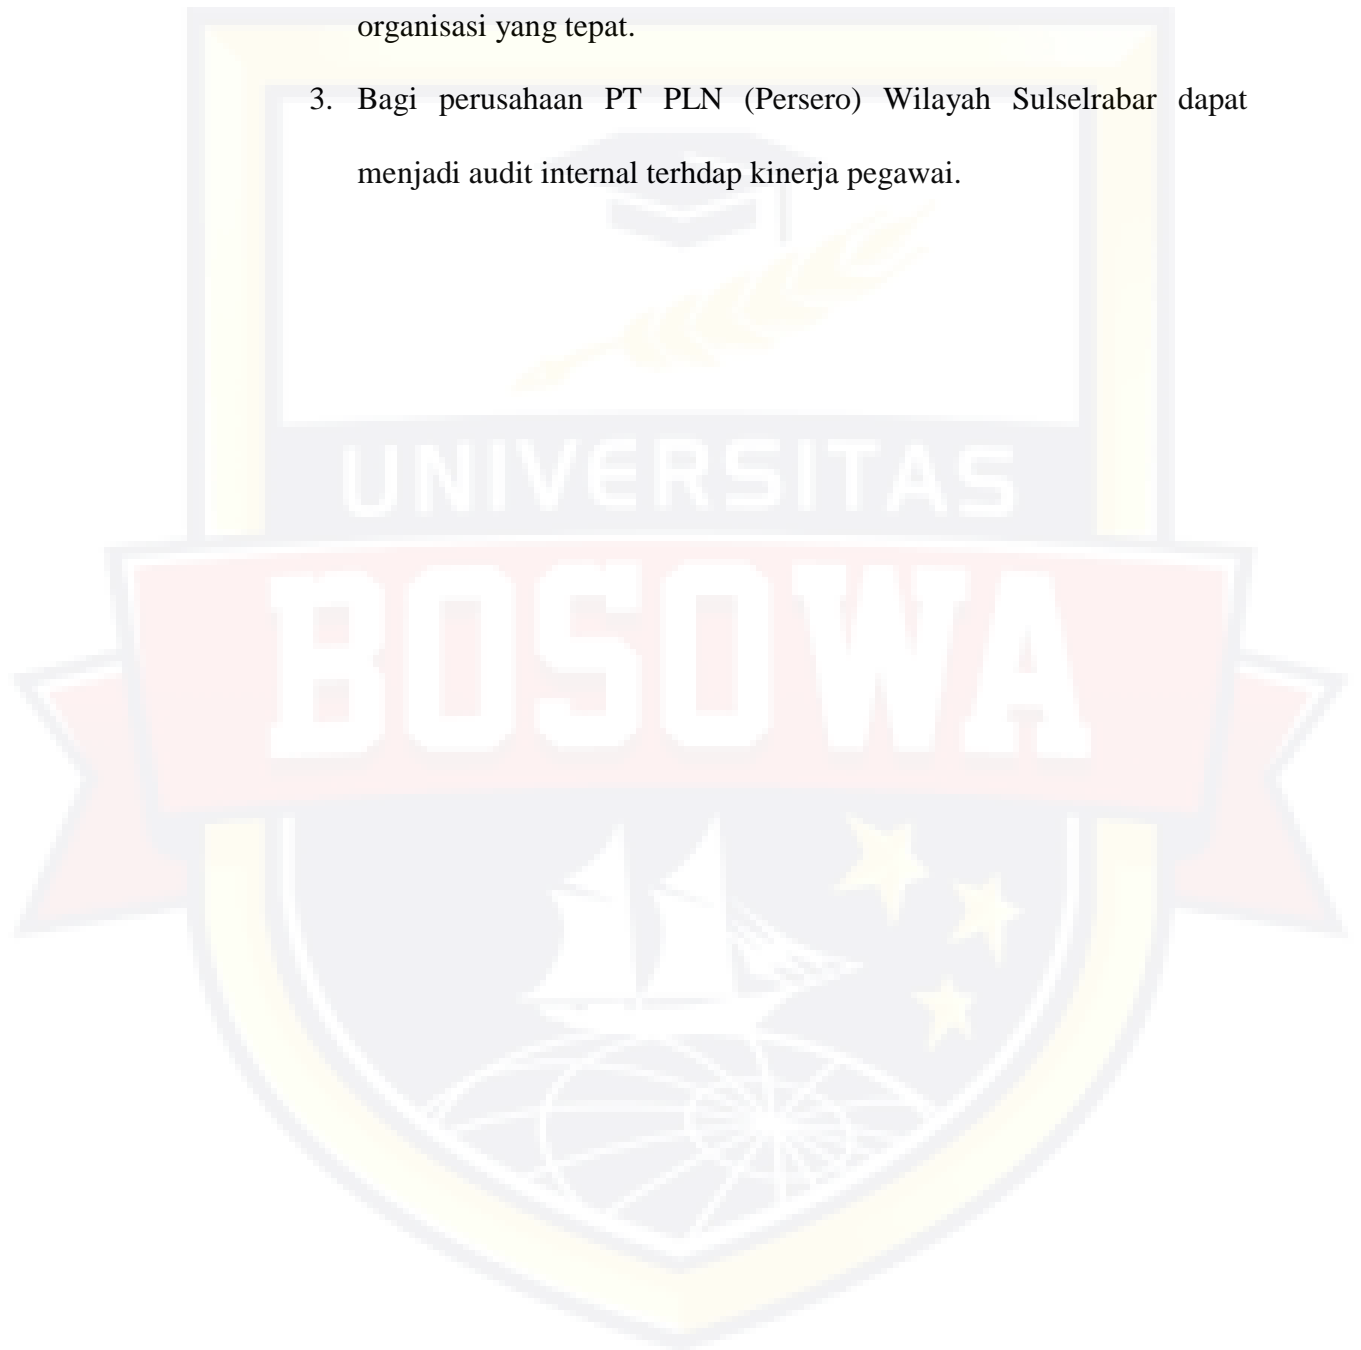 organisasi yang tepat.
3. Bagi perusahaan PT PLN (Persero) Wilayah Sulselrabar dapat
menjadi audit internal terhdap kinerja pegawai.
UNIVERSITAS
BOSOWA